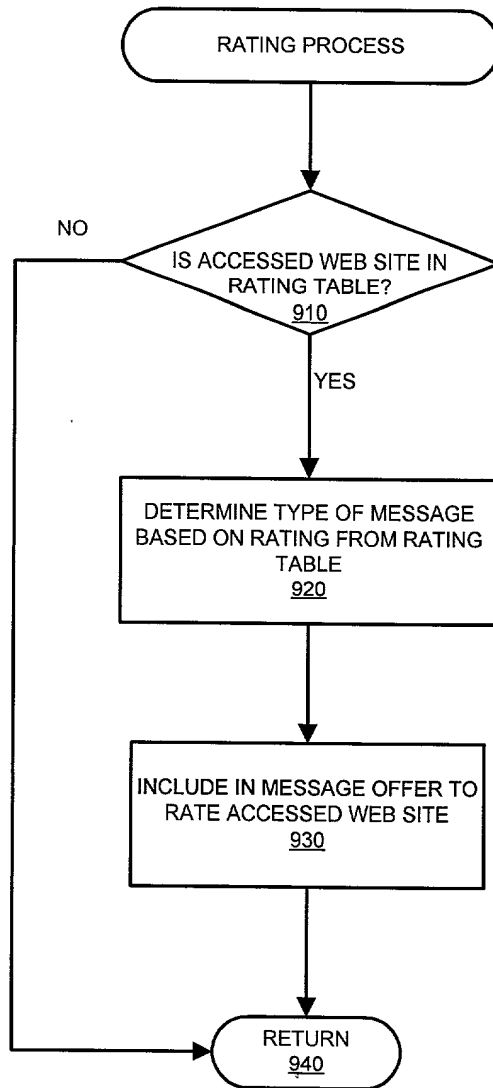 RATING PROCESS
NO
IS ACCESSED WEB SITE IN
RATING TABLE?
910
YES
DETERMINE TYPE OF MESSAGE
BASED ON RATING FROM RATING
TABLE
920
INCLUDE IN MESSAGE OFFER TO
RATE ACCESSED WEB SITE
930
RETURN
940